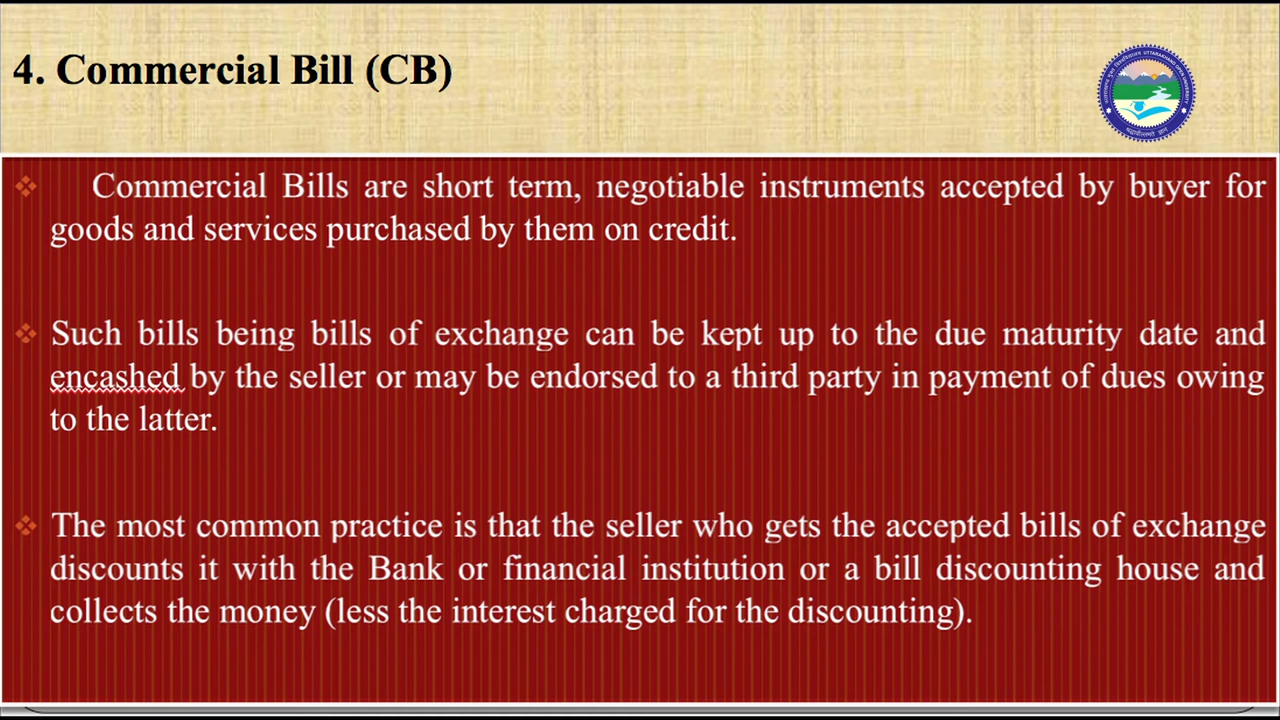 4. Commercial Bill (CB)
UTTARAKHAND OPEN UNIVERSITY
Commercial Bills are short term, negotiable instruments accepted by buyer for
goods and services purchased by them on credit.
Such bills being bills of exchange can be kept up to the due maturity date and
encashed by the seller or may be endorsed to a third party in payment of dues owing
to the latter.
The most common practice is that the seller who gets the accepted bills of exchange
discounts it with the Bank or financial institution or a bill discounting house and
collects the money (less the interest charged for the discounting).